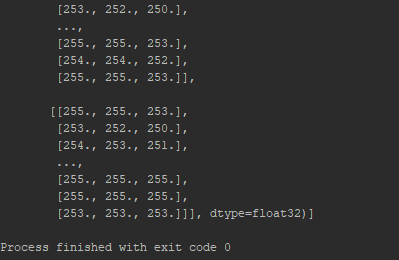 [253., 252., 250.],
...,
[255., 255., 253.],
[254., 254., 252.],
[255., 255., 253.]],
[[255., 255., 253.],
[253., 252., 250.],
[254., 253., 251.],
...,
[255., 255., 255.],
[255., 255., 255.],
[253., 253., 253.]]], dtype=float32)]
Process finished with exit code 0